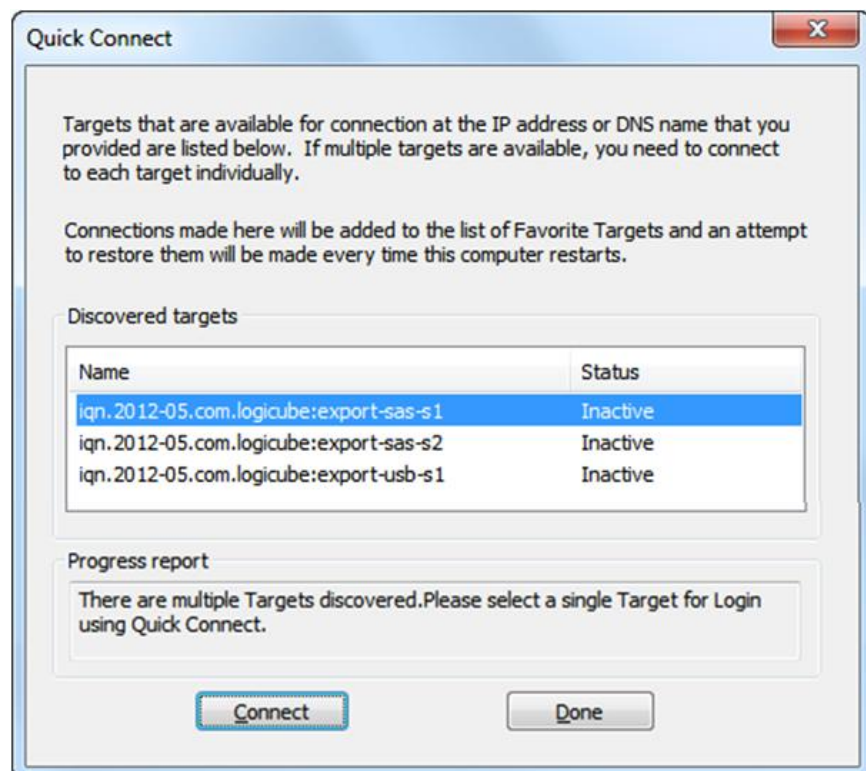 Quick Connect
x
Targets that are available for connection at the IP address or DNS name that you
provided are listed below.  If multiple targets are available, you need to connect
to each target individually.
Connections made here will be added to the list of Favorite Targets and an attempt
to restore them will be made every time this computer restarts.
Discovered targets
Name Status
iqn.2012-05.com.logicube:export-sas-s1 Inactive
iqn.2012-05.com.logicube:export-sas-s2 Inactive
iqn.2012-05.com.logicube:export-usb-s1 Inactive
Progress report
There are multiple Targets discovered.Please select a single Target for Login
using Quick Connect.
Connect Done